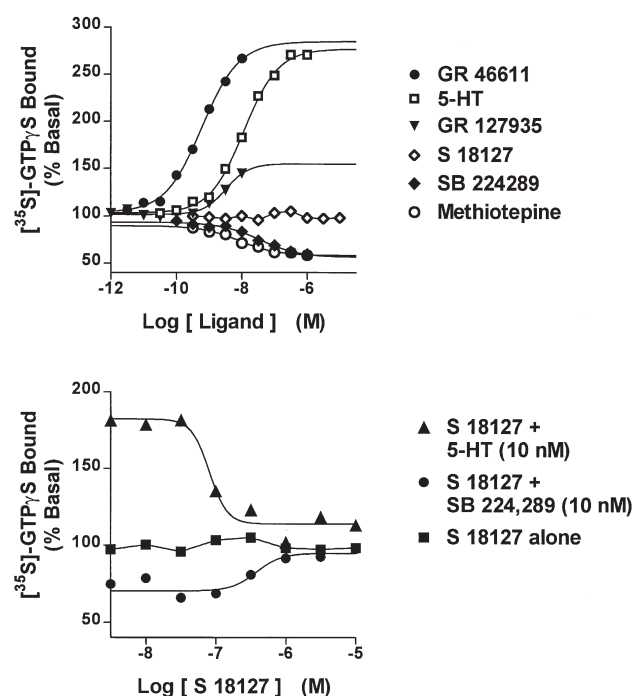 300
250
200
150
100
50
[³⁵S]-GTPγS Bound
(% Basal)
-12
-10
-8
-6
Log [ Ligand ] (M)
GR 46611
5-HT
GR 127935
S 18127
SB 224289
Methiotepine
200
150
100
50
[³⁵S]-GTPγS Bound
(% Basal)
-8
-7
-6
-5
Log [ S 18127 ] (M)
S 18127 +
5-HT (10 nM)
S 18127 +
SB 224,289 (10 nM)
S 18127 alone